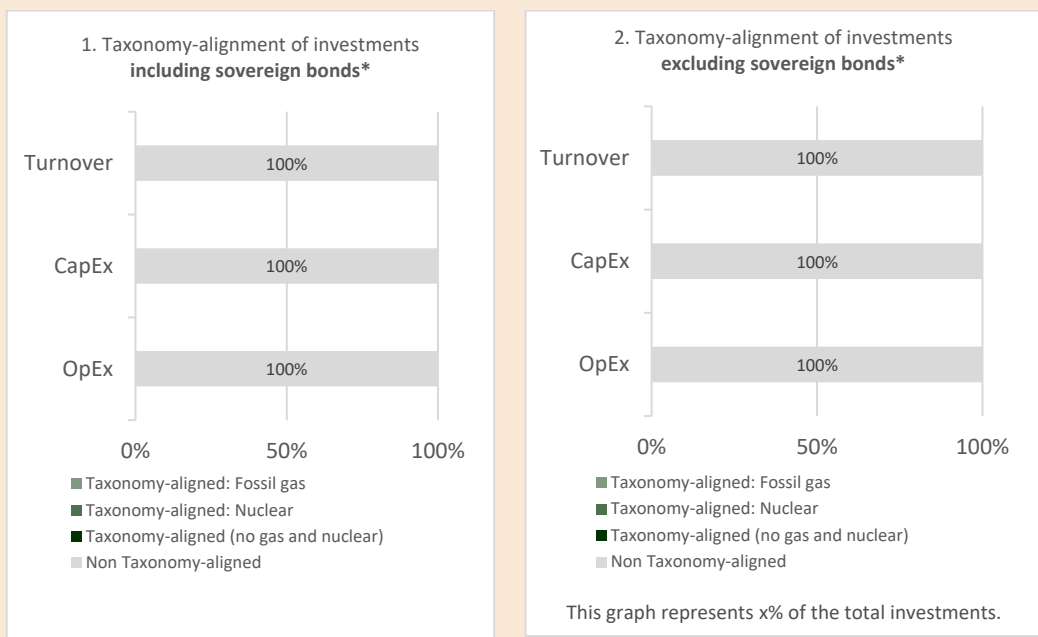 1. Taxonomy-alignment of investments
including sovereign bonds*
Turnover
100%
CapEx
100%
OpEx
100%
0% 50% 100%
Taxonomy-aligned: Fossil gas
Taxonomy-aligned: Nuclear
Taxonomy-aligned (no gas and nuclear)
Non Taxonomy-aligned
2. Taxonomy-alignment of investments
excluding sovereign bonds*
Turnover
100%
CapEx
100%
OpEx
100%
0% 50% 100%
Taxonomy-aligned: Fossil gas
Taxonomy-aligned: Nuclear
Taxonomy-aligned (no gas and nuclear)
Non Taxonomy-aligned
This graph represents x% of the total investments.